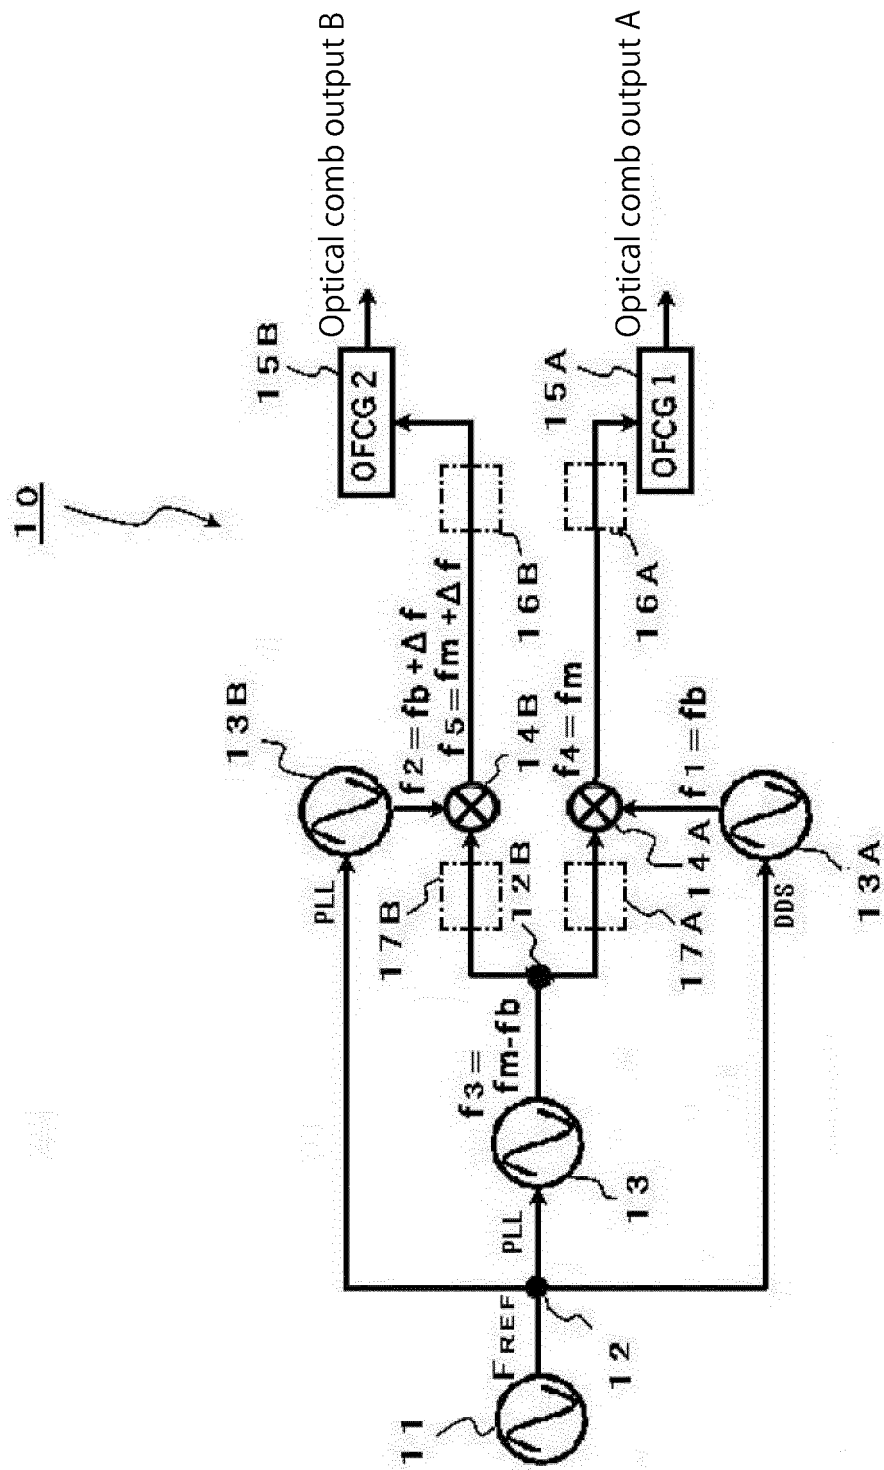 10
Optical comb output B
Optical comb output A
15B
OFCG 2
15A
OFCG 1
16B
16A
13B
f2=fb+Δf
f5=fm+Δf
14B
f4=fm
f1=fb
14A
13A
PLL
DDS
17B
12B
17A
f3=
fm-fb
13
PLL
FREF
12
11